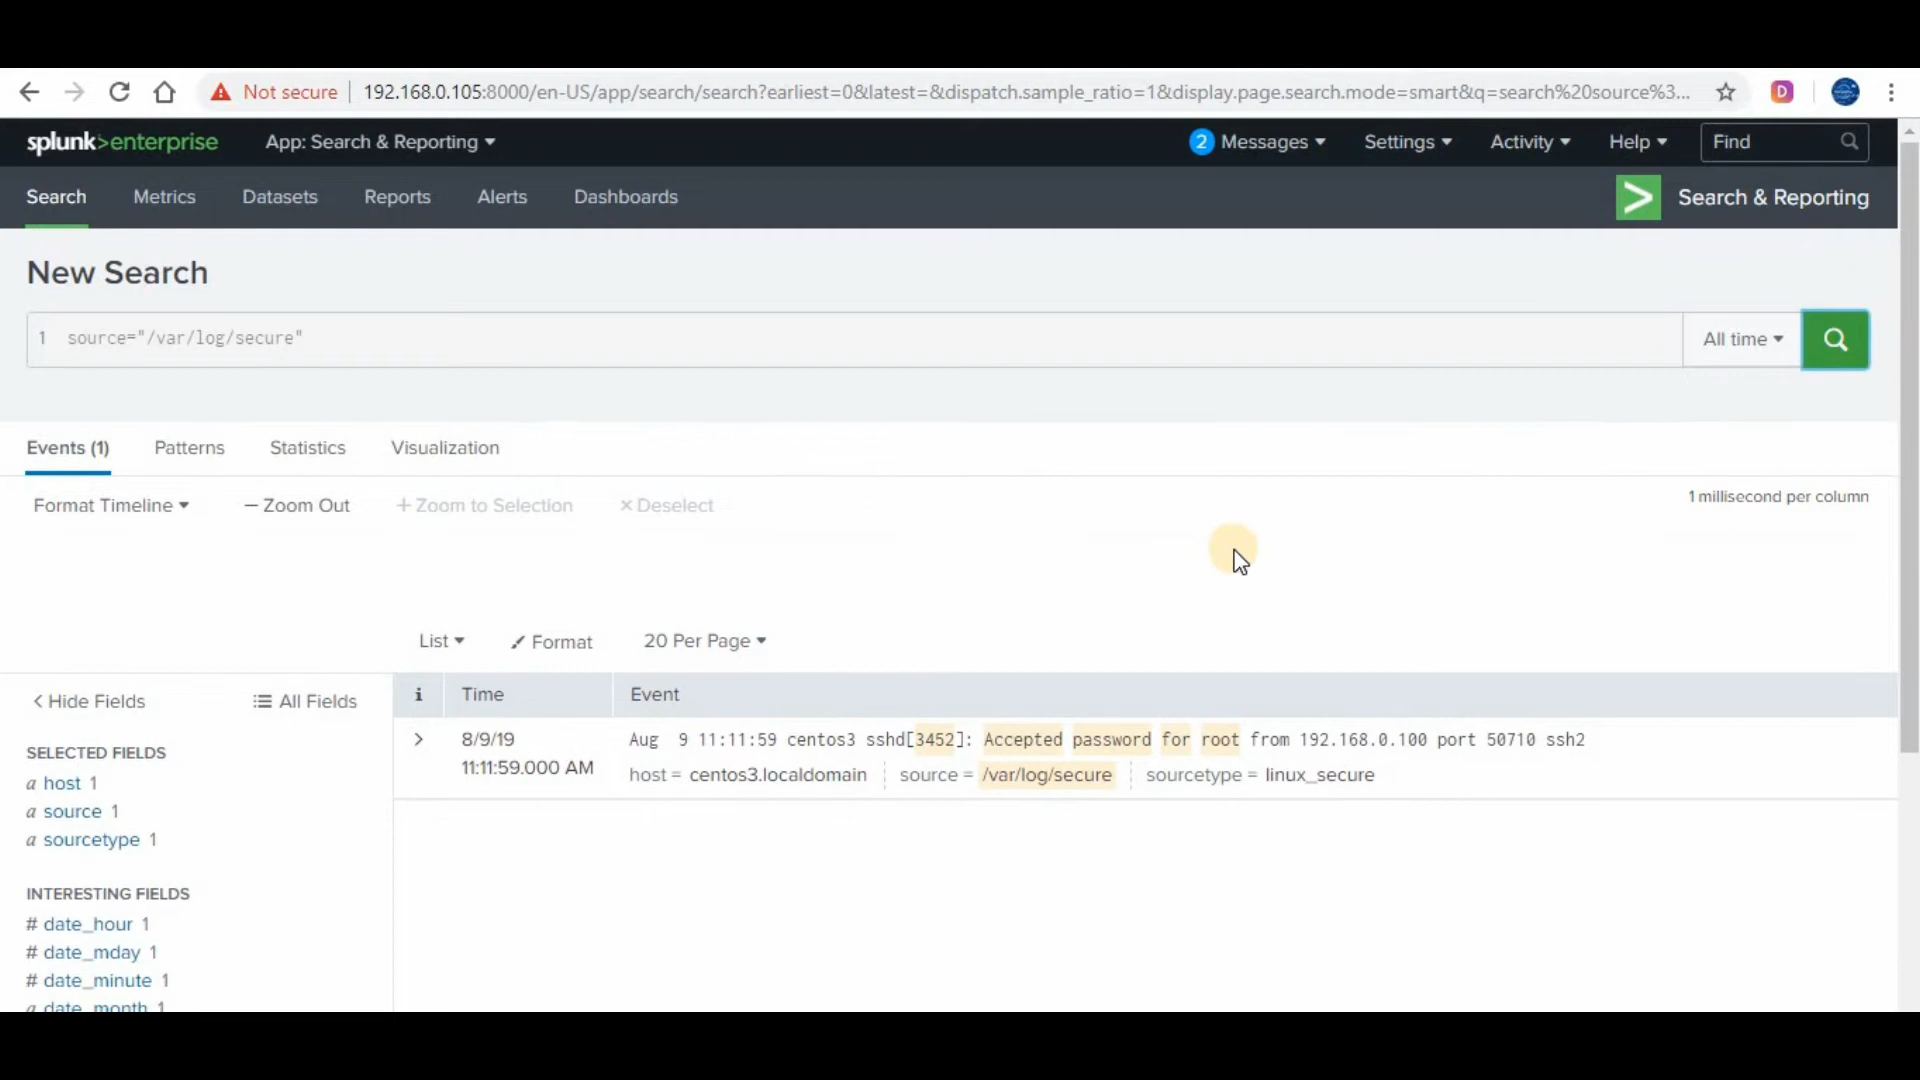 Not secure 192.168.0.105:8000/en-US/app/search/search?earliest=0&latest=&dispatch.sample_ratio=1&display.page.search.mode=smart&q=search%20source%3... D
splunk>enterprise App: Search & Reporting 2 Messages Settings Activity Help Find
Search Metrics Datasets Reports Alerts Dashboards > Search & Reporting
New Search
1 source="/var/log/secure" All time
Events (1) Patterns Statistics Visualization
Format Timeline — Zoom Out + Zoom to Selection × Deselect 1 millisecond per column
List Format 20 Per Page
< Hide Fields All Fields i Time Event
SELECTED FIELDS
a host 1
a source 1
a sourcetype 1
INTERESTING FIELDS
# date_hour 1
# date_mday 1
# date_minute 1
a date_month 1
> 8/9/19 Aug 9 11:11:59 centos3 sshd[3452]: Accepted password for root from 192.168.0.100 port 50710 ssh2
11:11:59.000 AM host = centos3.localdomain source = /var/log/secure sourcetype = linux_secure